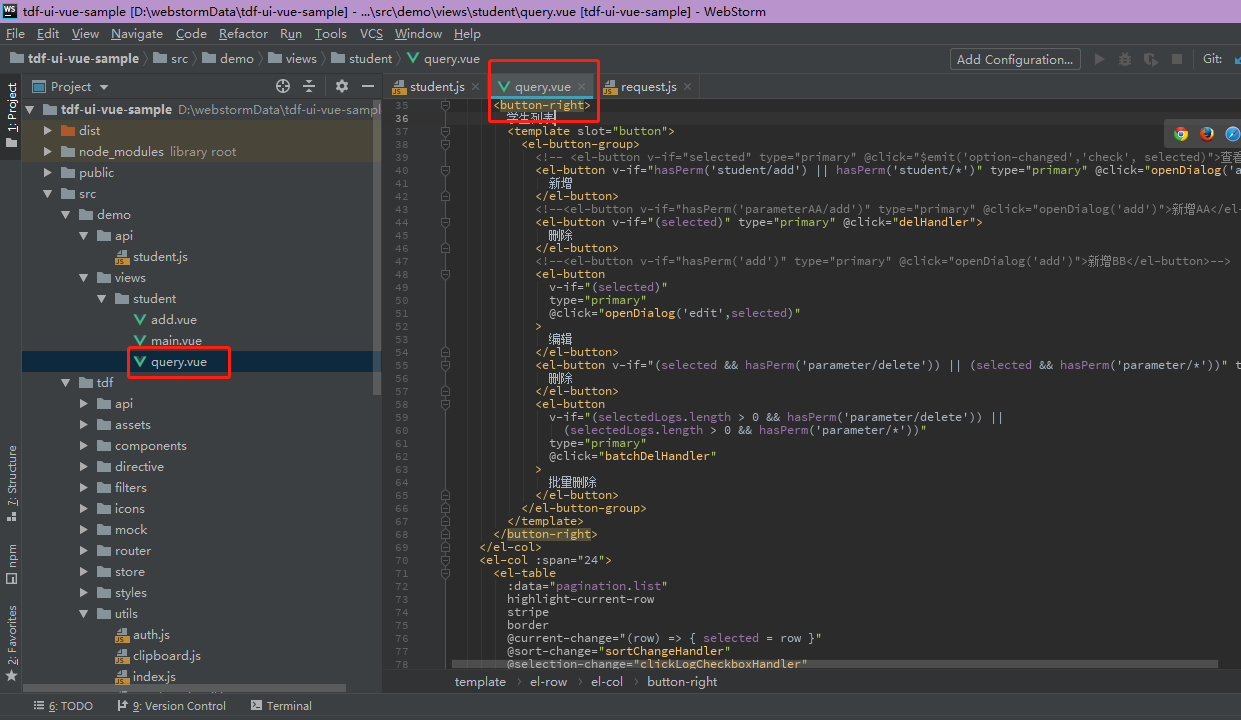 tdf-ui-vue-sample [D:\webstormData\tdf-ui-vue-sample] - ...\src\demo\views\student\query.vue [tdf-ui-vue-sample] - WebStorm
File Edit View Navigate Code Refactor Run Tools VCS Window Help
tdf-ui-vue-sample src demo views student query.vue Add Configuration... Git:
Project
student.js query.vue request.js
1: Project
7: Structure
npm
2: Favorites
tdf-ui-vue-sample D:\webstormData\tdf-ui-vue-sampl
dist
node_modules library root
public
src
demo
api
student.js
views
student
add.vue
main.vue
query.vue
tdf
api
assets
components
directive
filters
icons
mock
router
store
styles
utils
auth.js
clipboard.js
index.js
35 <button-right>
36 学生列表
37 <template slot="button">
38 <el-button-group>
39 <!-- <el-button v-if="selected" type="primary" @click="$emit('option-changed','check', selected)">查看
40 <el-button v-if="hasPerm('student/add') || hasPerm('student/*')" type="primary" @click="openDialog('a
41 新增
42 </el-button>
43 <!--<el-button v-if="hasPerm('parameterAA/add')" type="primary" @click="openDialog('add')">新增AA</el-
44 <el-button v-if="(selected)" type="primary" @click="delHandler">
45 删除
46 </el-button>
47 <!--<el-button v-if="hasPerm('add')" type="primary" @click="openDialog('add')">新增BB</el-button>-->
48 <el-button
49 v-if="(selected)"
50 type="primary"
51 @click="openDialog('edit',selected)"
52 >
53 编辑
54 </el-button>
55 <el-button v-if="(selected && hasPerm('parameter/delete')) || (selected && hasPerm('parameter/*'))" t
56 删除
57 </el-button>
58 <el-button
59 v-if="(selectedLogs.length > 0 && hasPerm('parameter/delete')) ||
60 (selectedLogs.length > 0 && hasPerm('parameter/*'))"
61 type="primary"
62 @click="batchDelHandler"
63 >
64 批量删除
65 </el-button>
66 </el-button-group>
67 </template>
68 </button-right>
69 </el-col>
70 <el-col :span="24">
71 <el-table
72 :data="pagination.list"
73 highlight-current-row
74 stripe
75 border
76 @current-change="(row) => { selected = row }"
77 @sort-change="sortChangeHandler"
78 @selection-change="clickLogCheckboxHandler"
template el-row el-col button-right
6: TODO 9: Version Control Terminal